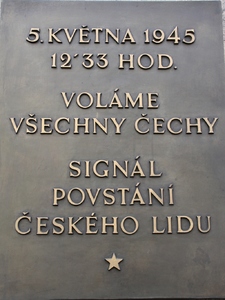 5. KVĚTNA 1945
12'33 HOD.
VOLÁME
VŠECHNY ČECHY
SIGNÁL
POVSTÁNÍ
ČESKÉHO LIDU